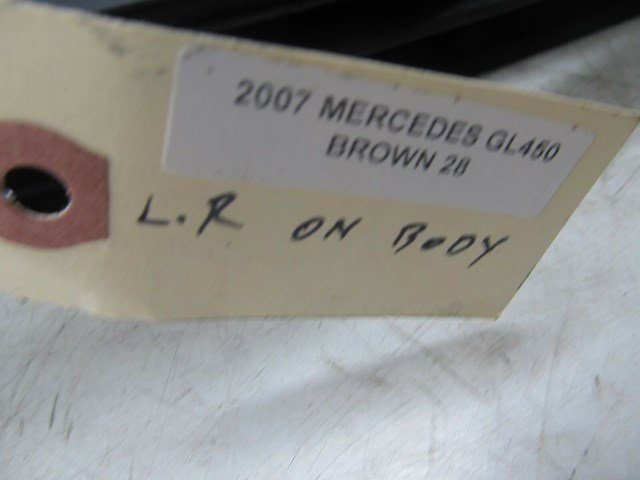 2007 MERCEDES GL450
BROWN 28
L.R ON BODY